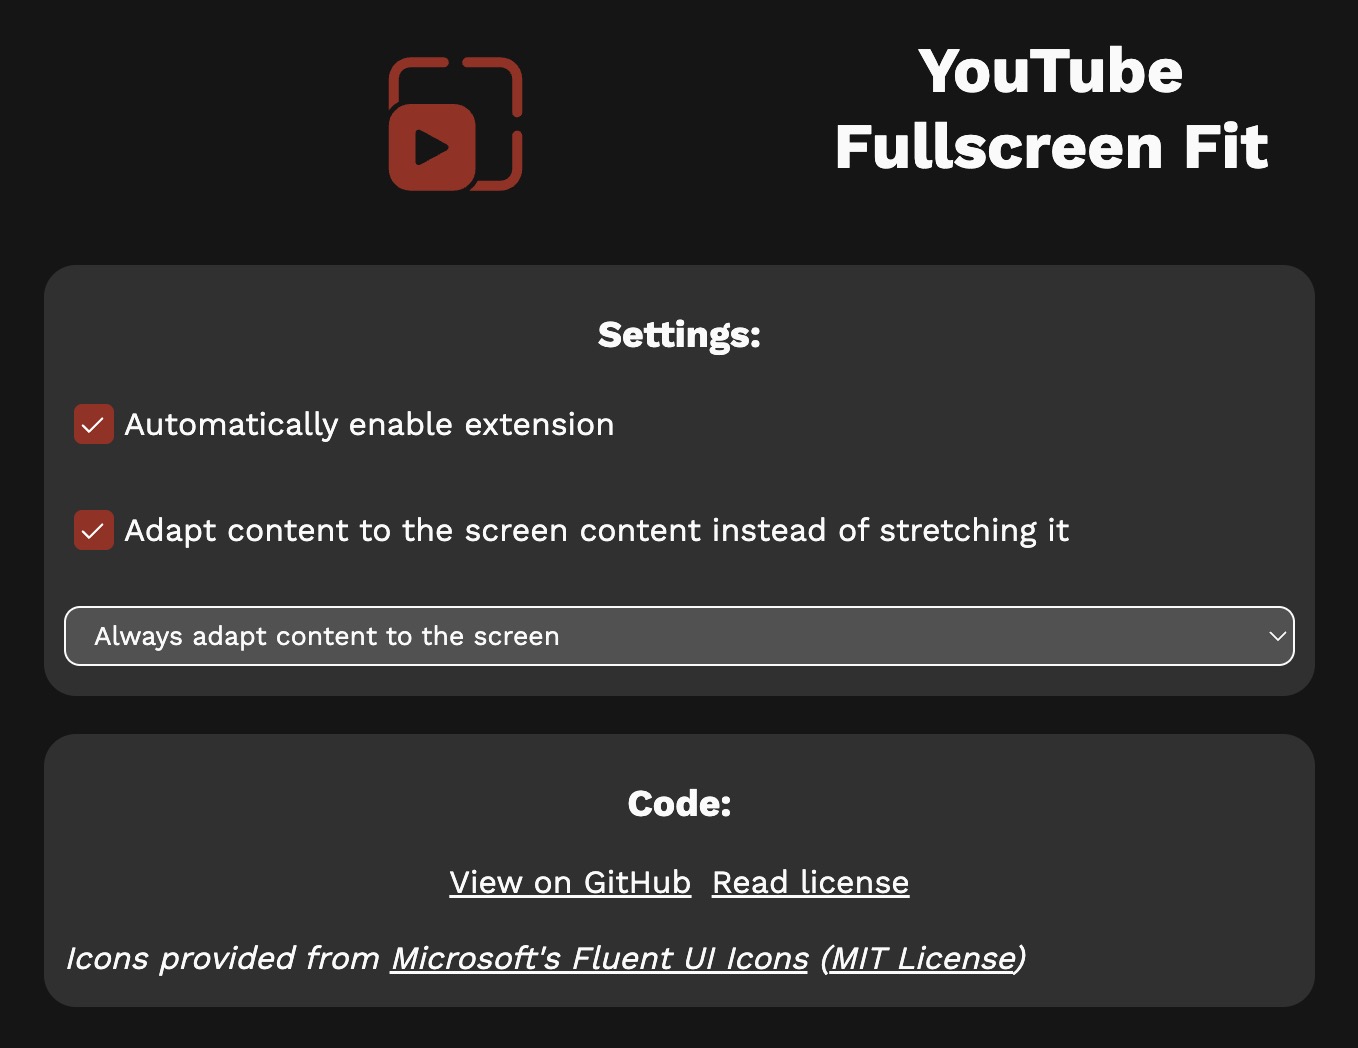 YouTube
Fullscreen Fit
Settings:
Automatically enable extension
Adapt content to the screen content instead of stretching it
Always adapt content to the screen
Code:
View on GitHub Read license
Icons provided from Microsoft's Fluent UI Icons (MIT License)